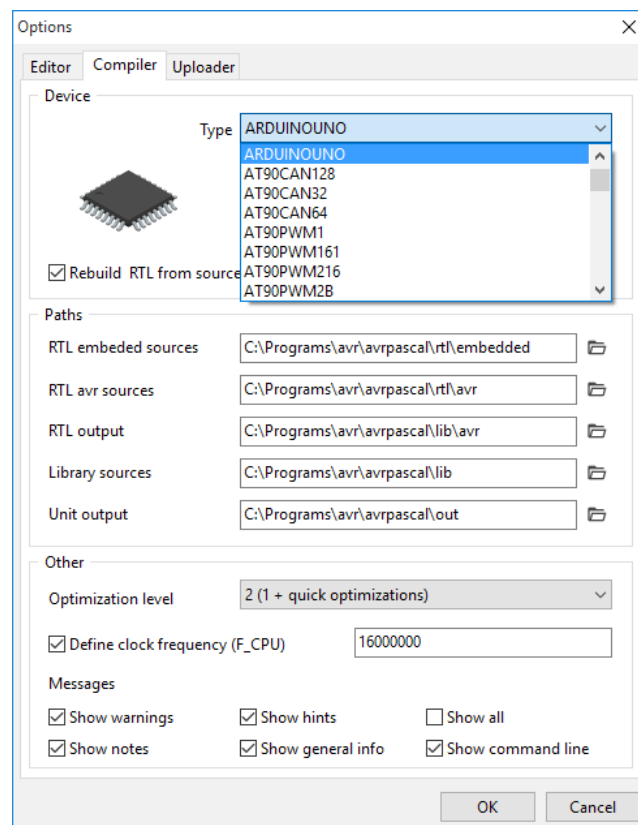 Options
Editor Compiler Uploader
Device
Type ARDUINOUNO
ARDUINOUNO
AT90CAN128
AT90CAN32
AT90CAN64
AT90PWM1
AT90PWM161
AT90PWM216
AT90PWM2B
Rebuild RTL from source
Paths
RTL embeded sources C:\Programs\avr\avrpascal\rtl\embedded
RTL avr sources C:\Programs\avr\avrpascal\rtl\avr
RTL output C:\Programs\avr\avrpascal\lib\avr
Library sources C:\Programs\avr\avrpascal\lib
Unit output C:\Programs\avr\avrpascal\out
Other
Optimization level 2 (1 + quick optimizations)
Define clock frequency (F_CPU) 16000000
Messages
Show warnings Show hints Show all
Show notes Show general info Show command line
OK Cancel